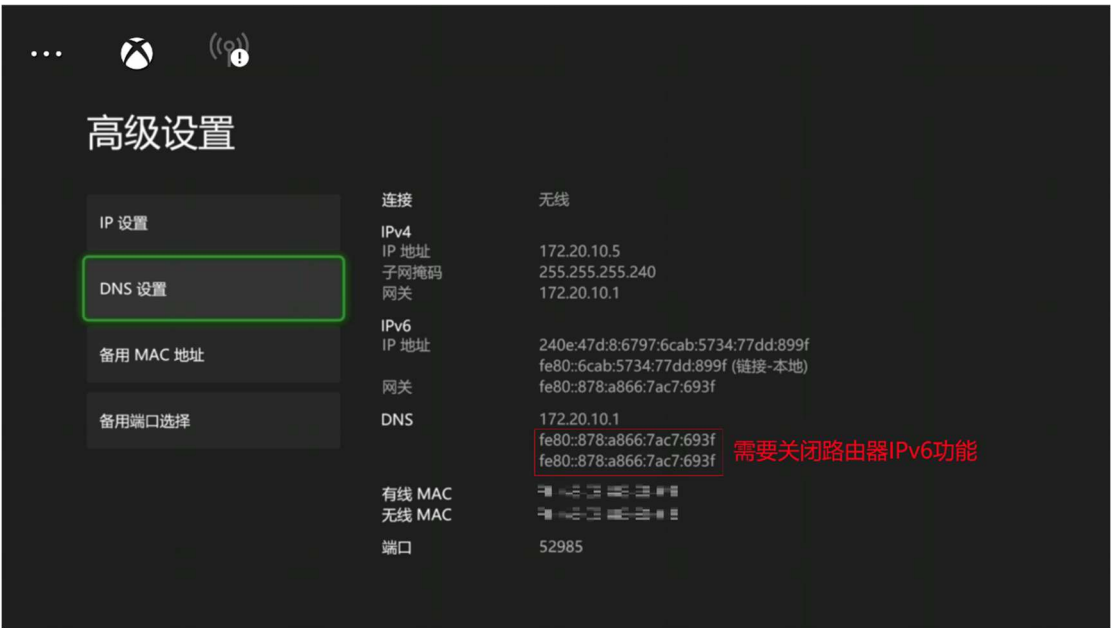 高级设置
IP 设置
DNS 设置
备用 MAC 地址
备用端口选择
连接 无线
IPv4
IP 地址 172.20.10.5
子网掩码 255.255.255.240
网关 172.20.10.1
IPv6
IP 地址 240e:47d:8:6797:6cab:5734:77dd:899f
fe80::6cab:5734:77dd:899f (链接-本地)
网关 fe80::878:a866:7ac7:693f
DNS 172.20.10.1
fe80::878:a866:7ac7:693f
fe80::878:a866:7ac7:693f
需要关闭路由器IPv6功能
有线 MAC
无线 MAC
端口 52985